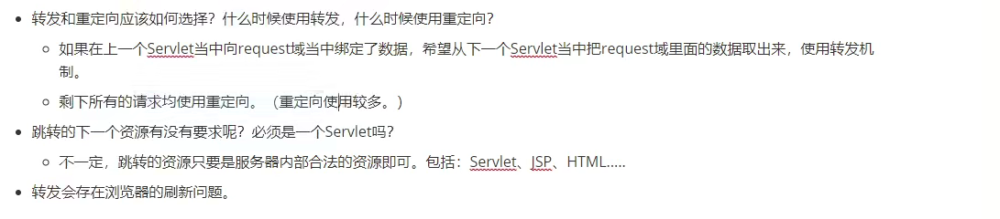 转发和重定向应该如何选择？什么时候使用转发，什么时候使用重定向？
如果在上一个Servlet当中向request域当中绑定了数据，希望从下一个Servlet当中把request域里面的数据取出来，使用转发机
制。
剩下所有的请求均使用重定向。（重定向使用较多。）
跳转的下一个资源有没有要求呢？必须是一个Servlet吗？
不一定，跳转的资源只要是服务器内部合法的资源即可。包括：Servlet、JSP、HTML.....
转发会存在浏览器的刷新问题。